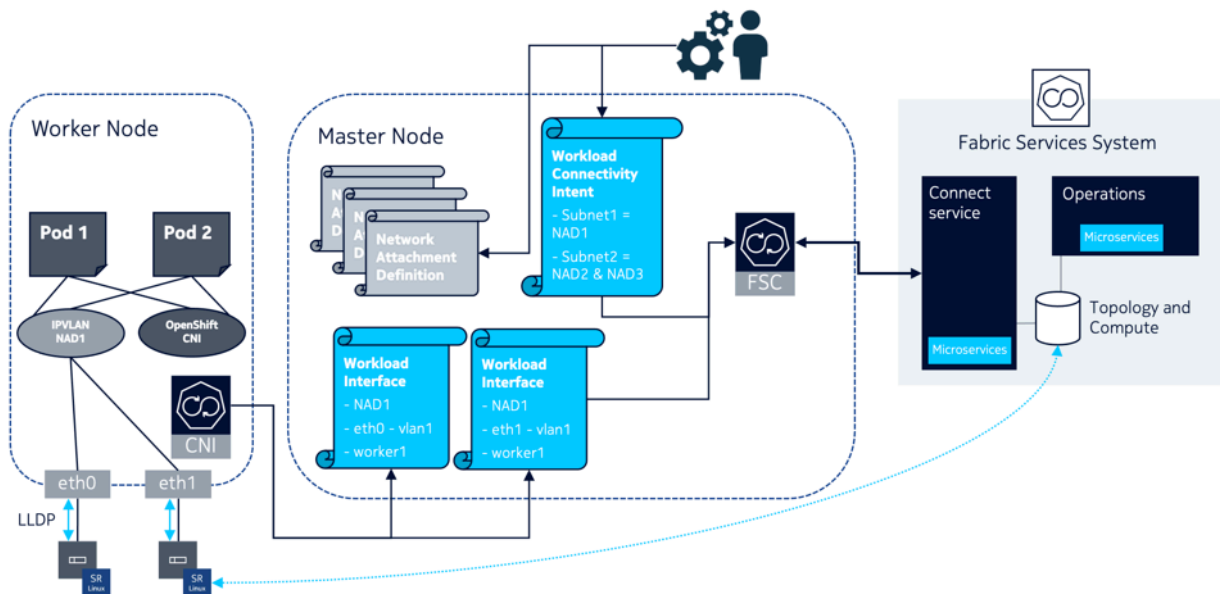 Worker Node
Pod 1
Pod 2
IPVLAN
NAD1
OpenShift
CNI
CNI
eth0
eth1
LLDP
SR
Linux
SR
Linux
Master Node
N
A
D
N
A
D
Network
Attachment
Definition
Workload
Connectivity
Intent
- Subnet1 =
NAD1
- Subnet2 =
NAD2 & NAD3
FSC
Workload
Interface
- NAD1
- eth0 - vlan1
- worker1
Workload
Interface
- NAD1
- eth1 - vlan1
- worker1
Fabric Services System
Connect
service
Microservices
Operations
Microservices
Topology and
Compute